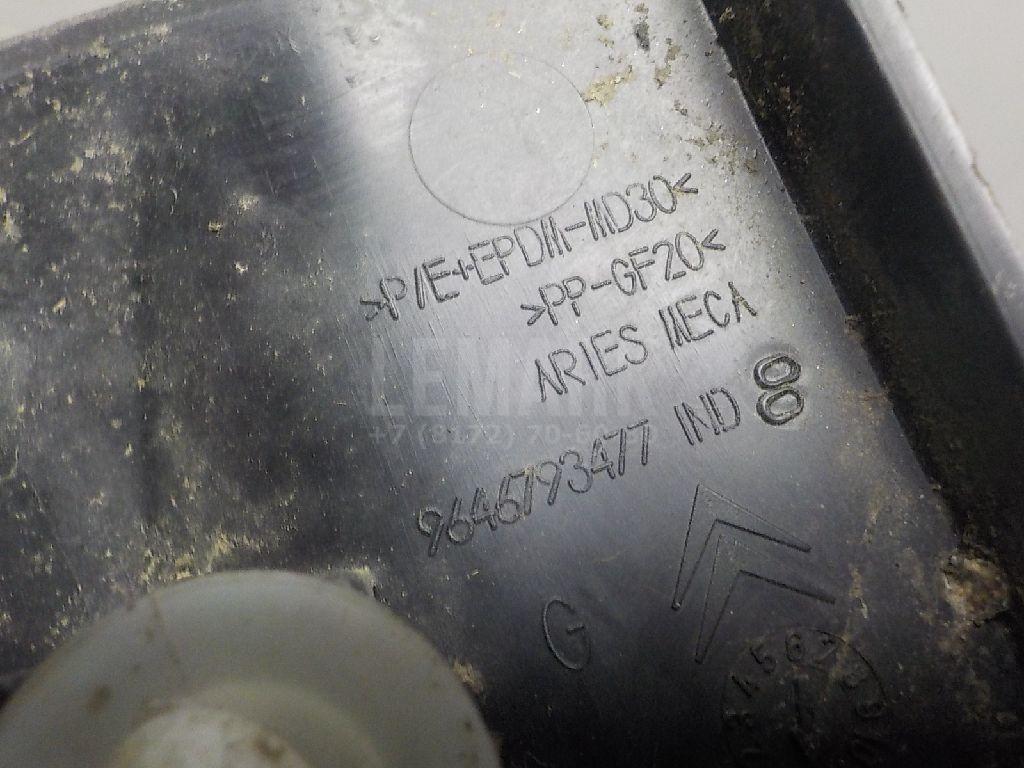 >P/E+EPDM-MD30<
>PP-GF20<
ARIES MECA
9646793477 IND 8
G